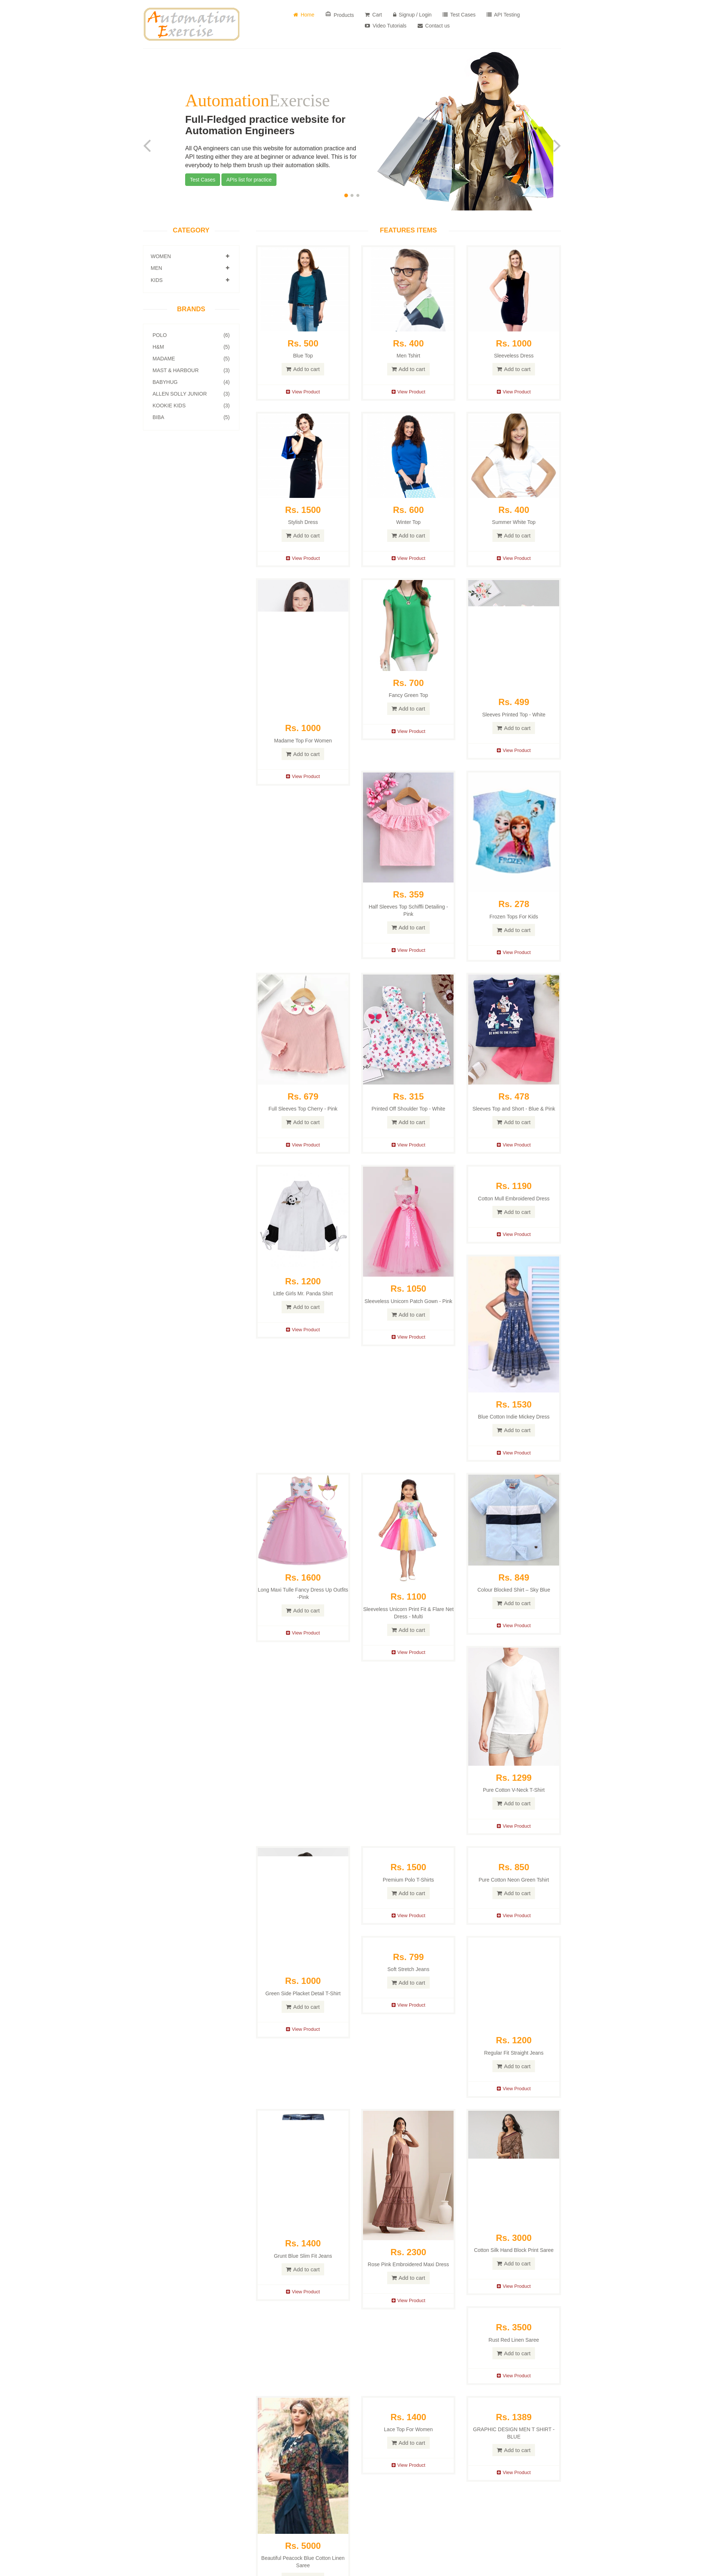 Automation
Exercise
Home
Products
Cart
Signup / Login
Test Cases
API Testing
Video Tutorials
Contact us
AutomationExercise
Full-Fledged practice website for
Automation Engineers
All QA engineers can use this website for automation practice and
API testing either they are at beginner or advance level. This is for
everybody to help them brush up their automation skills.
Test Cases
APIs list for practice
CATEGORY
WOMEN
MEN
KIDS
BRANDS
POLO (6)
H&M (5)
MADAME (5)
MAST & HARBOUR (3)
BABYHUG (4)
ALLEN SOLLY JUNIOR (3)
KOOKIE KIDS (3)
BIBA (5)
FEATURES ITEMS
Rs. 500
Blue Top
Add to cart
View Product
Rs. 400
Men Tshirt
Add to cart
View Product
Rs. 1000
Sleeveless Dress
Add to cart
View Product
Rs. 1500
Stylish Dress
Add to cart
View Product
Rs. 600
Winter Top
Add to cart
View Product
Rs. 400
Summer White Top
Add to cart
View Product
Rs. 1000
Madame Top For Women
Add to cart
View Product
Rs. 700
Fancy Green Top
Add to cart
View Product
Rs. 499
Sleeves Printed Top - White
Add to cart
View Product
Rs. 359
Half Sleeves Top Schiffli Detailing -
Pink
Add to cart
View Product
FROZEN
Rs. 278
Frozen Tops For Kids
Add to cart
View Product
Rs. 679
Full Sleeves Top Cherry - Pink
Add to cart
View Product
Rs. 315
Printed Off Shoulder Top - White
Add to cart
View Product
Rs. 478
Sleeves Top and Short - Blue & Pink
Add to cart
View Product
Rs. 1200
Little Girls Mr. Panda Shirt
Add to cart
View Product
Rs. 1050
Sleeveless Unicorn Patch Gown - Pink
Add to cart
View Product
Rs. 1190
Cotton Mull Embroidered Dress
Add to cart
View Product
Rs. 1530
Blue Cotton Indie Mickey Dress
Add to cart
View Product
Rs. 1600
Long Maxi Tulle Fancy Dress Up Outfits
-Pink
Add to cart
View Product
Rs. 1100
Sleeveless Unicorn Print Fit & Flare Net
Dress - Multi
Add to cart
View Product
Rs. 849
Colour Blocked Shirt – Sky Blue
Add to cart
View Product
Rs. 1299
Pure Cotton V-Neck T-Shirt
Add to cart
View Product
Rs. 1000
Green Side Placket Detail T-Shirt
Add to cart
View Product
Rs. 1500
Premium Polo T-Shirts
Add to cart
View Product
Rs. 850
Pure Cotton Neon Green Tshirt
Add to cart
View Product
Rs. 799
Soft Stretch Jeans
Add to cart
View Product
Rs. 1200
Regular Fit Straight Jeans
Add to cart
View Product
Rs. 1400
Grunt Blue Slim Fit Jeans
Add to cart
View Product
Rs. 2300
Rose Pink Embroidered Maxi Dress
Add to cart
View Product
Rs. 3000
Cotton Silk Hand Block Print Saree
Add to cart
View Product
Rs. 3500
Rust Red Linen Saree
Add to cart
View Product
Rs. 5000
Beautiful Peacock Blue Cotton Linen
Saree
Rs. 1400
Lace Top For Women
Add to cart
View Product
Rs. 1389
GRAPHIC DESIGN MEN T SHIRT -
BLUE
Add to cart
View Product